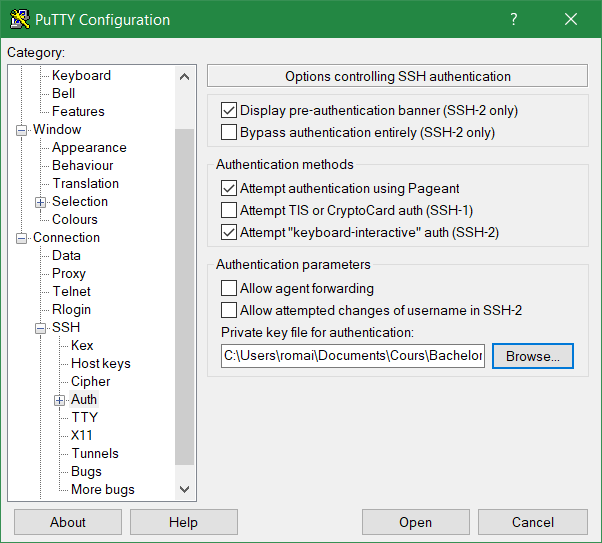 PuTTY Configuration
Category:
Keyboard
Bell
Features
Window
Appearance
Behaviour
Translation
Selection
Colours
Connection
Data
Proxy
Telnet
Rlogin
SSH
Kex
Host keys
Cipher
Auth
TTY
X11
Tunnels
Bugs
More bugs
Options controlling SSH authentication
Display pre-authentication banner (SSH-2 only)
Bypass authentication entirely (SSH-2 only)
Authentication methods
Attempt authentication using Pageant
Attempt TIS or CryptoCard auth (SSH-1)
Attempt "keyboard-interactive" auth (SSH-2)
Authentication parameters
Allow agent forwarding
Allow attempted changes of username in SSH-2
Private key file for authentication:
C:\Users\romai\Documents\Cours\Bachelor Browse...
About Help Open Cancel